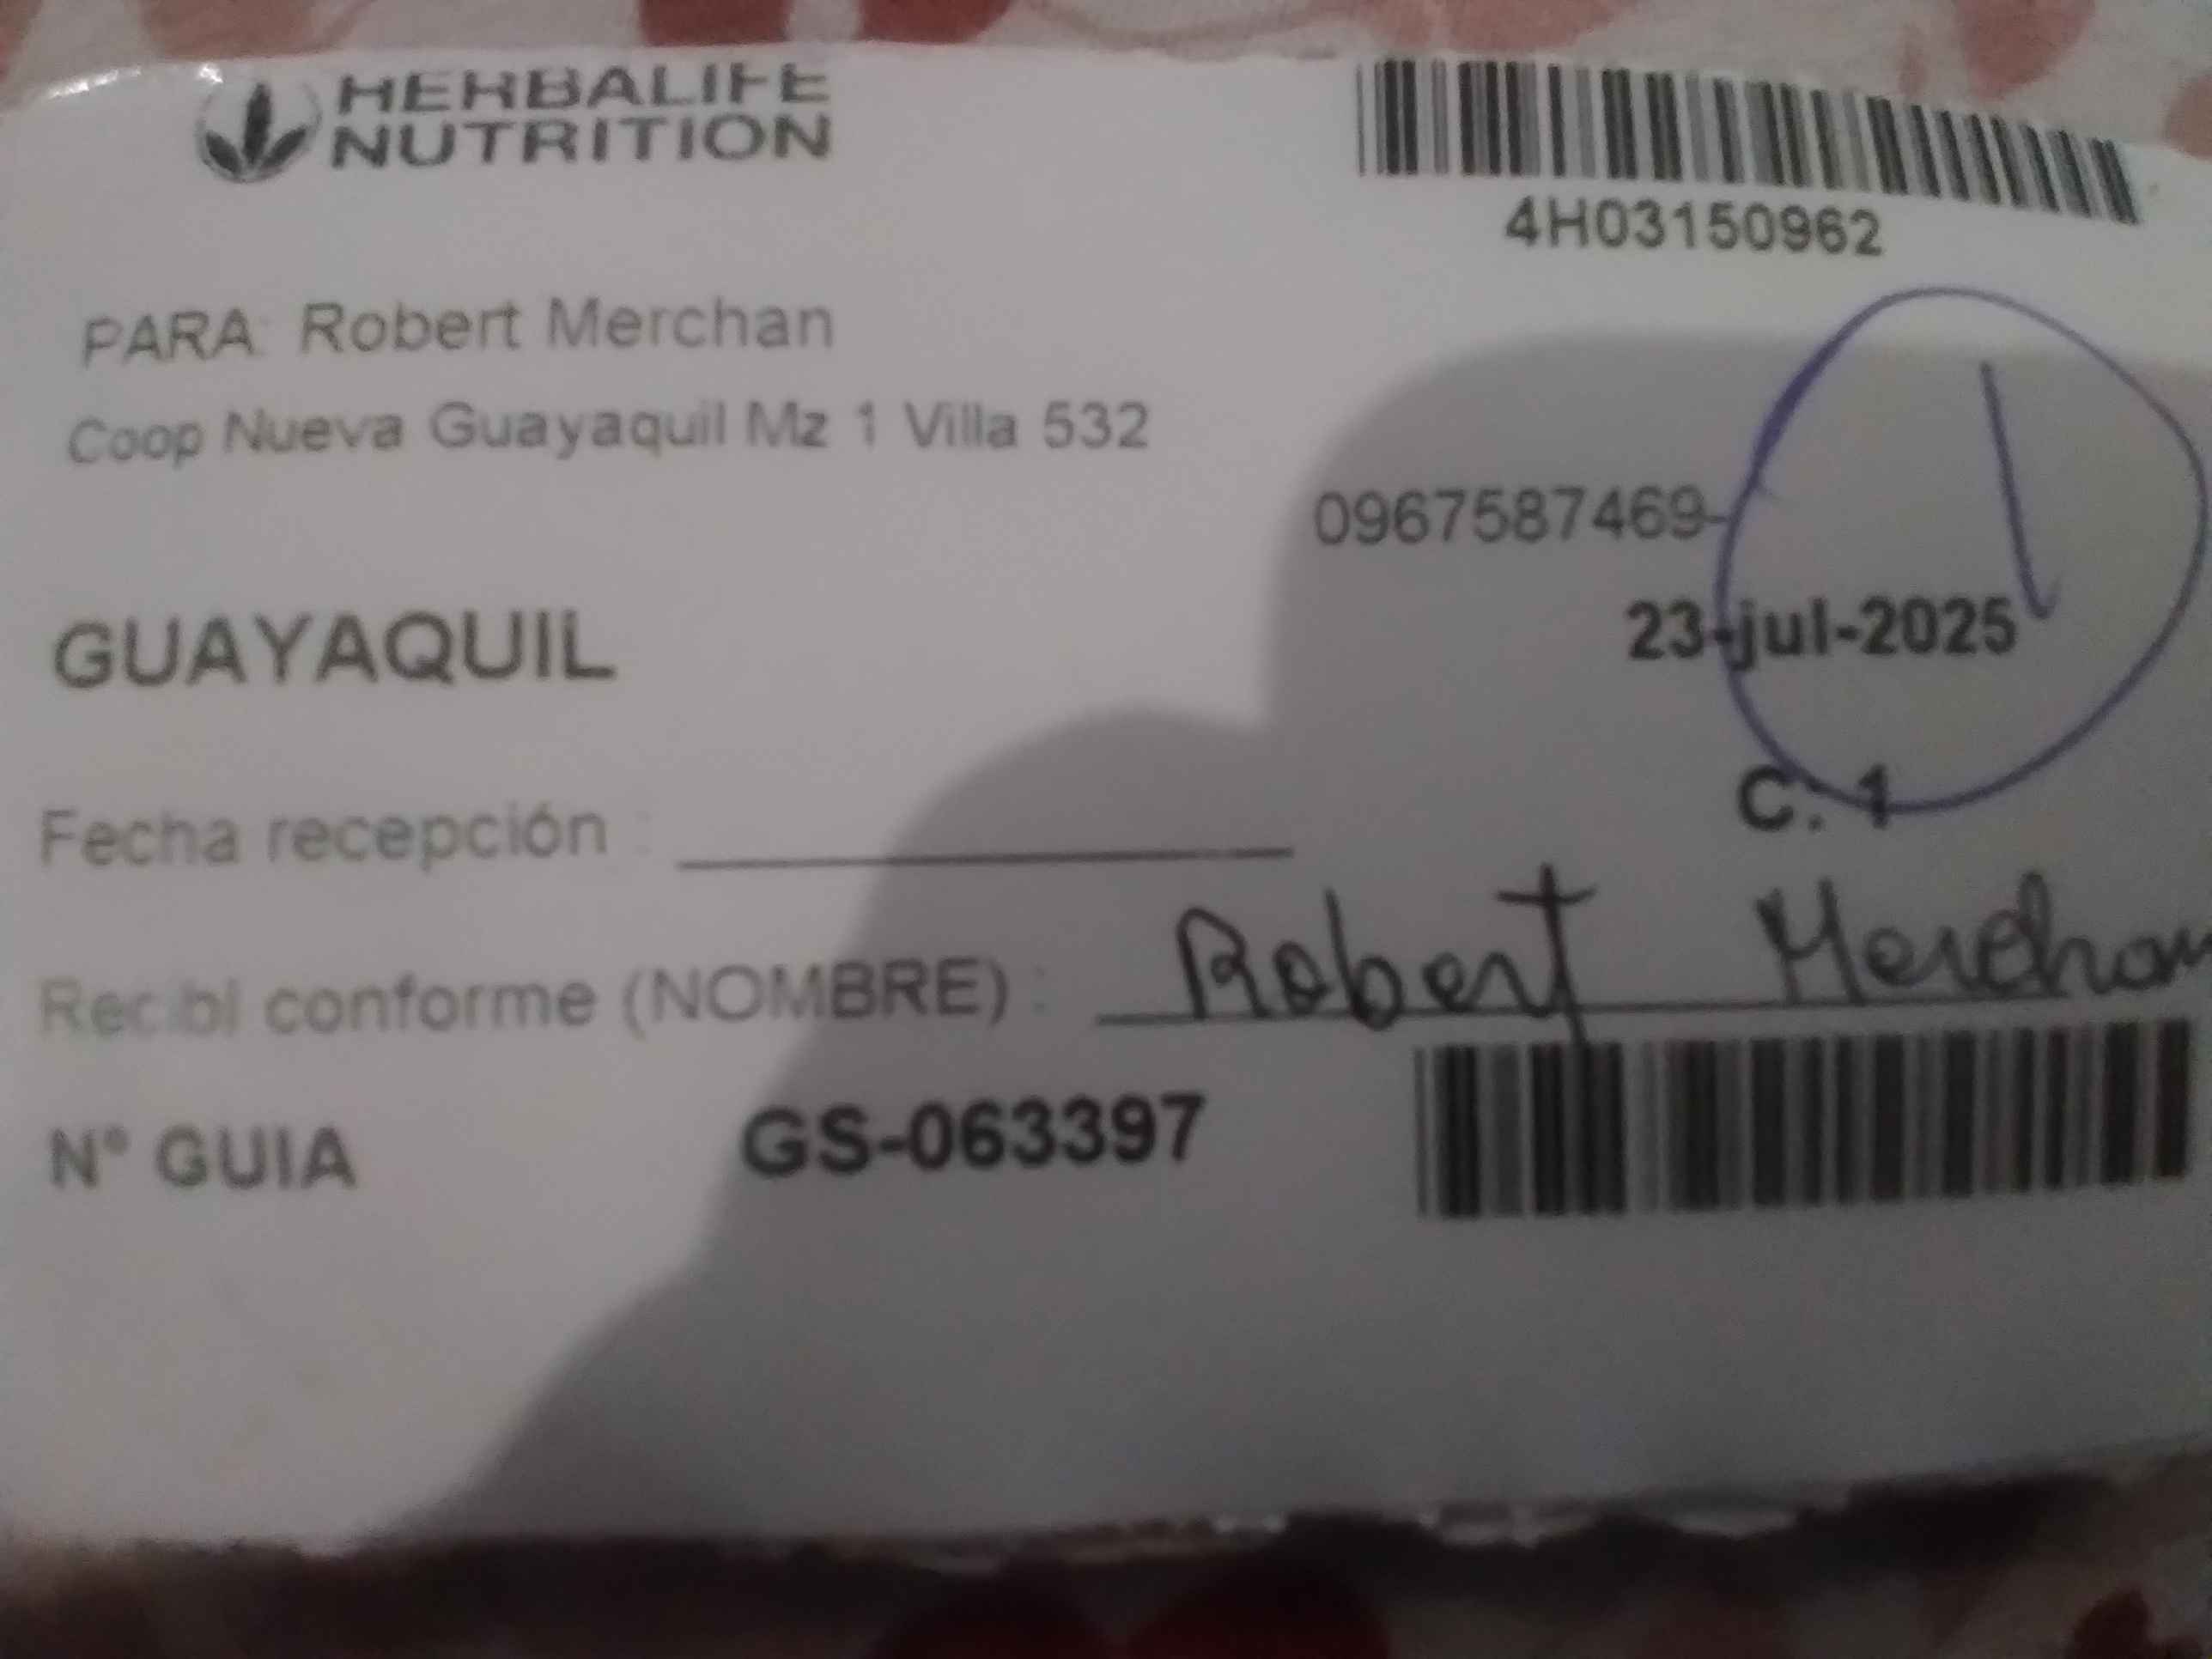 HERBALIFE
NUTRITION
4H03150962
PARA: Robert Merchan
Coop Nueva Guayaquil Mz 1 Villa 532
0967587469-
1
GUAYAQUIL
23-jul-2025
C. 1
Fecha recepción :
Recibí conforme (NOMBRE) : Robert Merchan
N° GUIA GS-063397